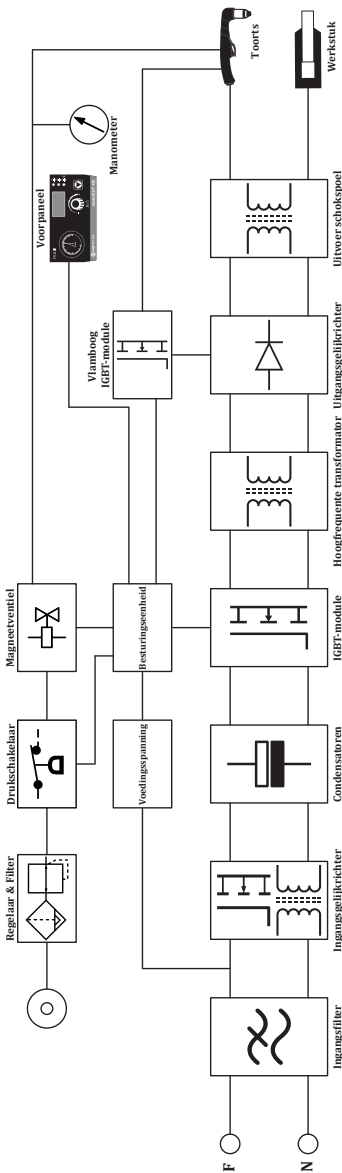 Toorts
Werkstuk
Manometer
Voorpaneel
Uitvoer schokspoel
Vlamboog
IGBT-module
Uitgangsgelijkrichter
Hoogfrequente transformator
Magneetventiel
Besturingseenheid
IGBT-module
Drukschakelaar
Voedingsspanning
Condensatoren
Regelaar & Filter
Ingangsgelijkrichter
Ingangsfilter
F
N